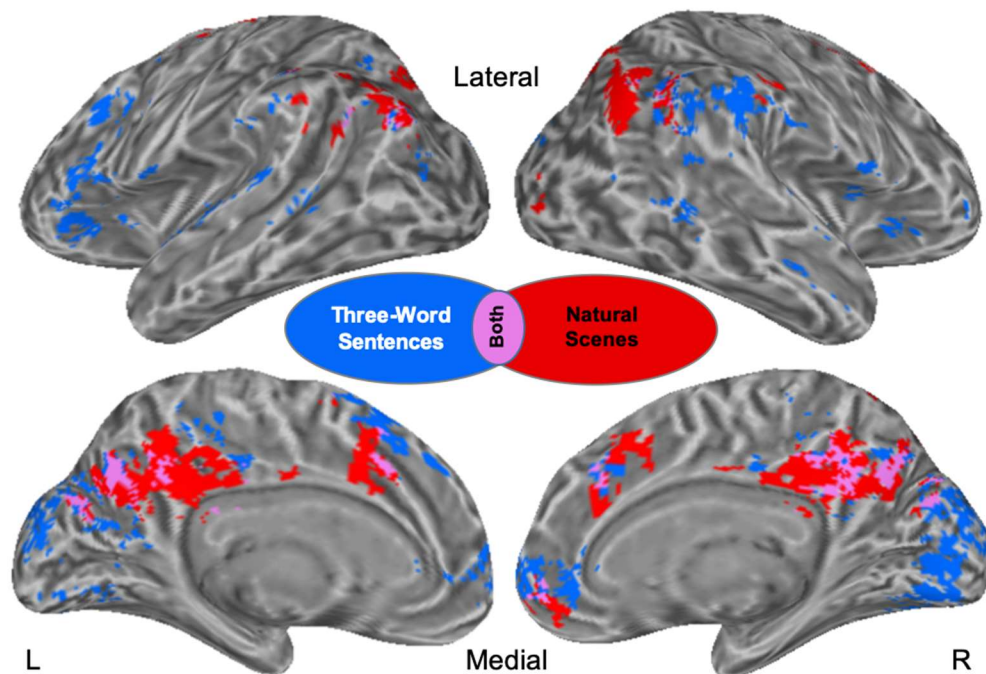 Lateral
Three-Word
Sentences
Both
Natural
Scenes
L
Medial
R